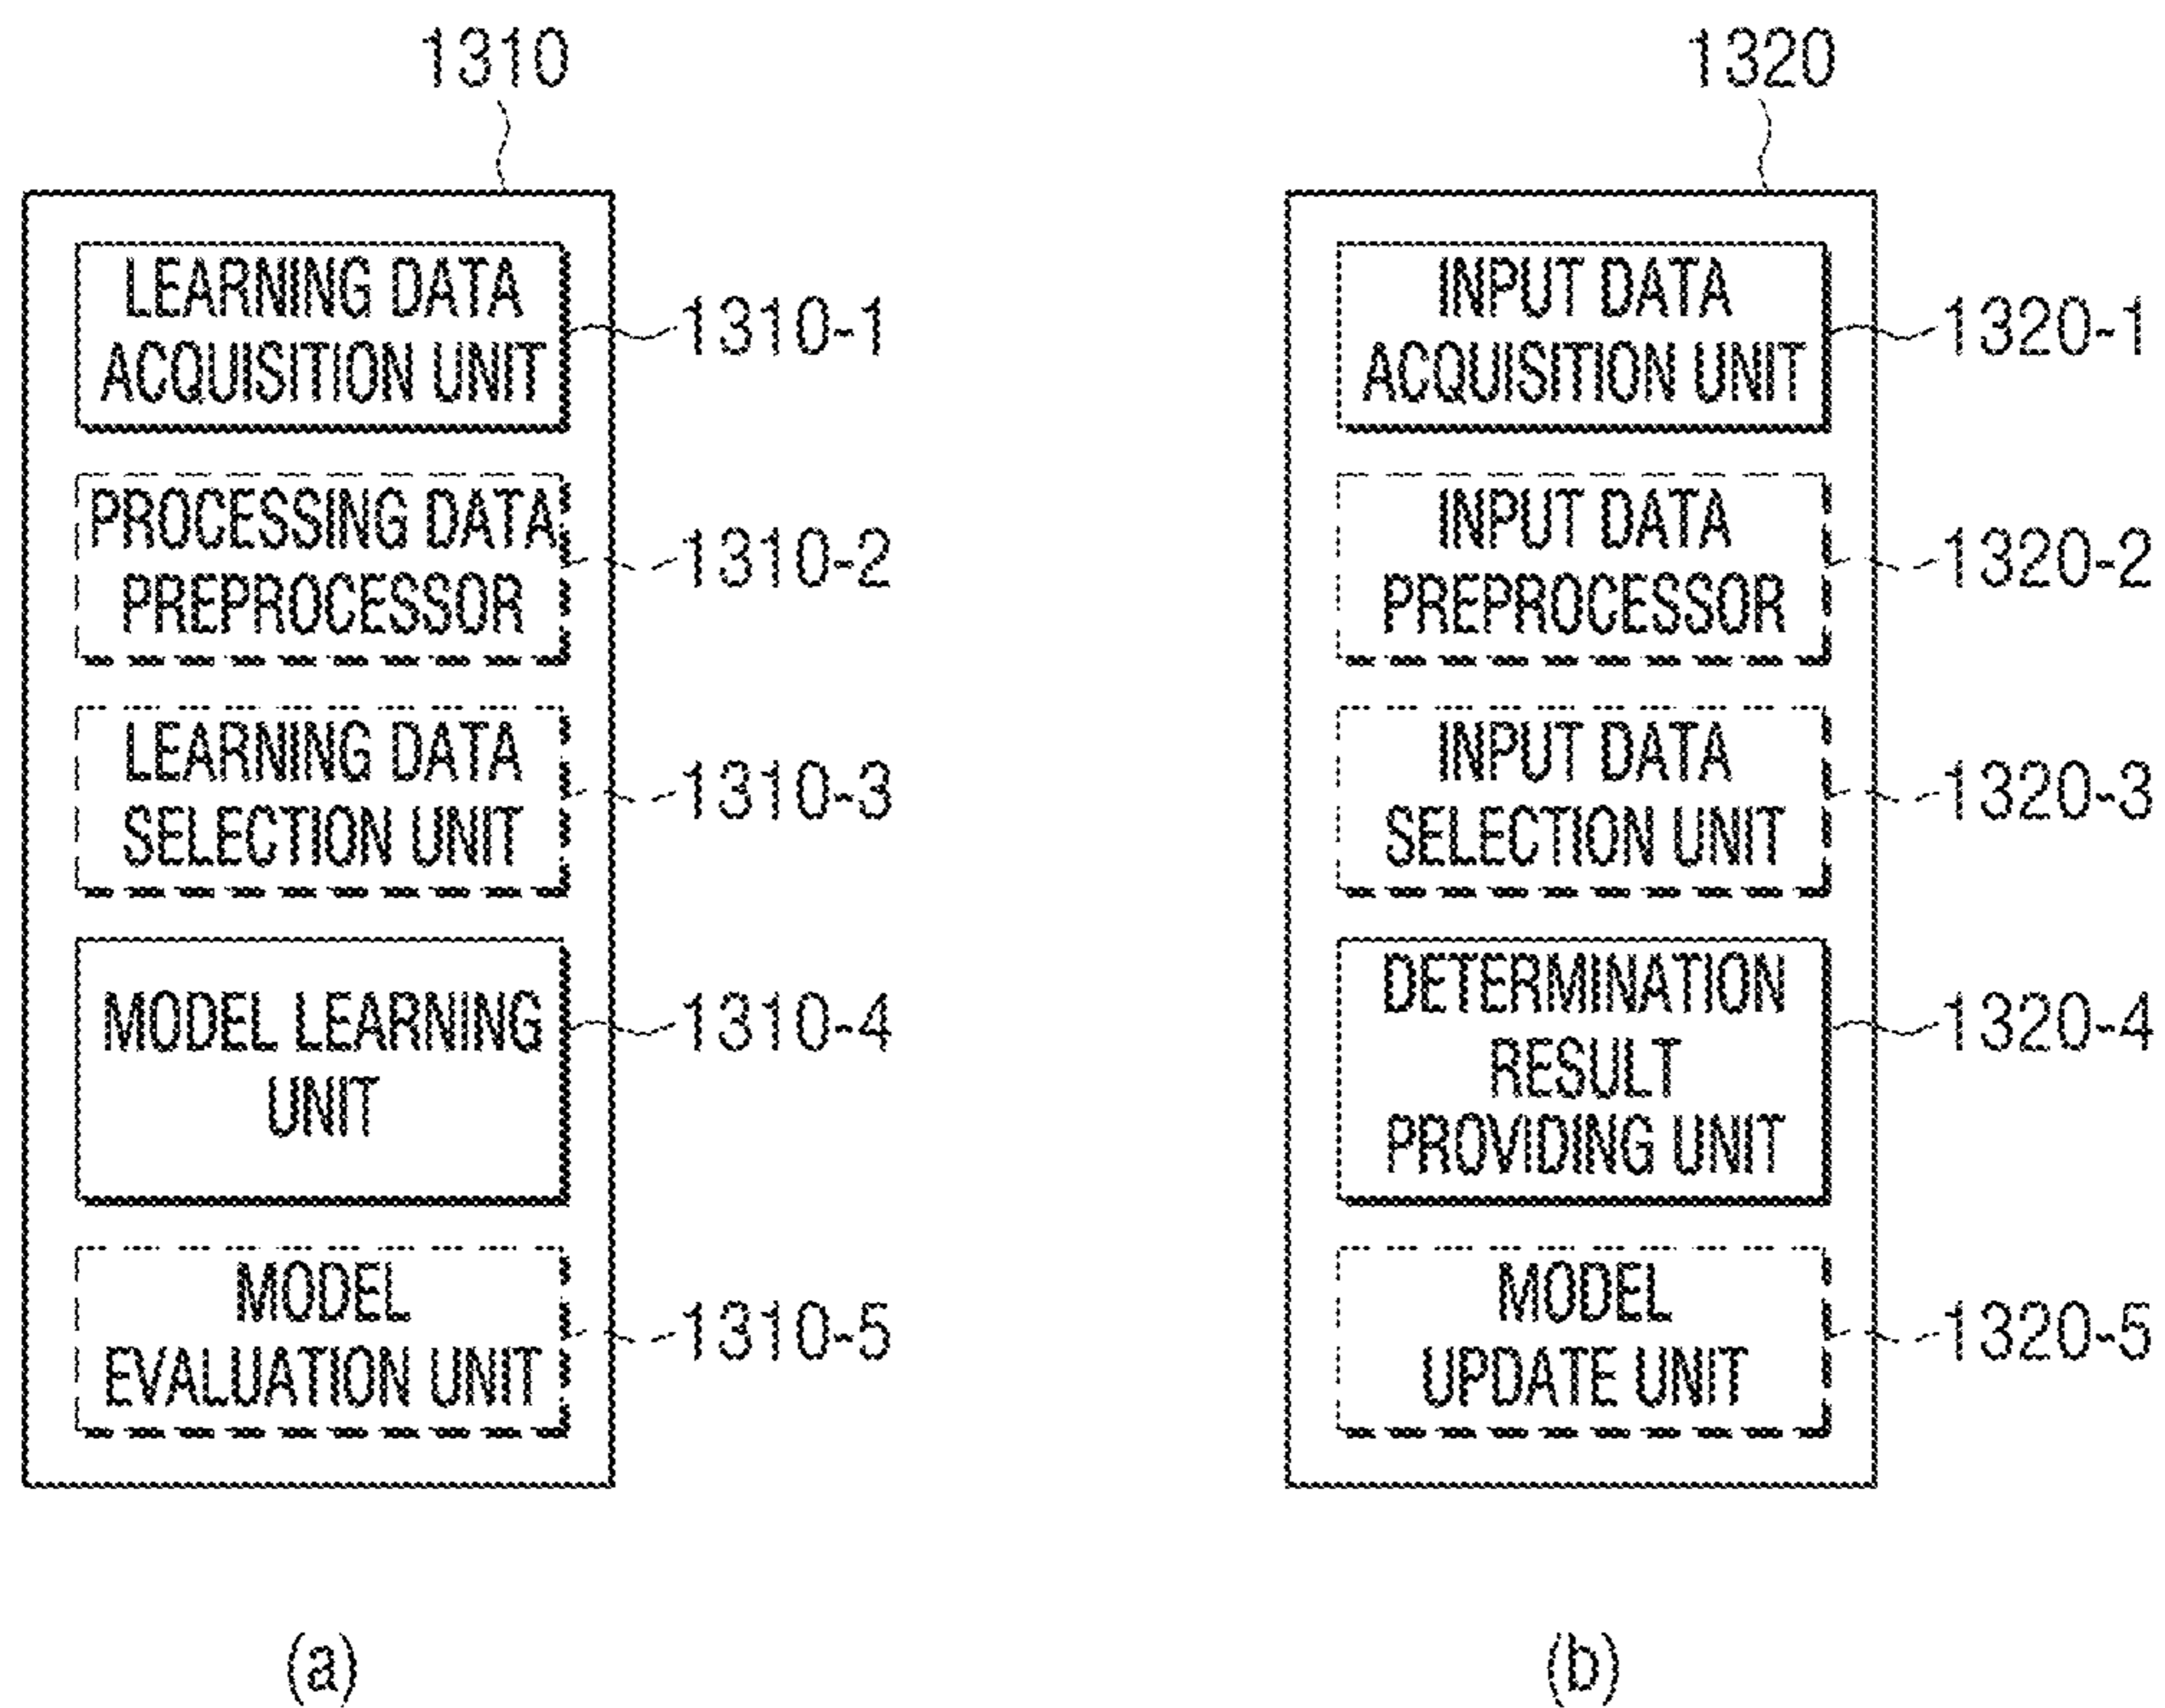 1310
LEARNING DATA
ACQUISITION UNIT
1310-1
PROCESSING DATA
PREPROCESSOR
1310-2
LEARNING DATA
SELECTION UNIT
1310-3
MODEL LEARNING
UNIT
1310-4
MODEL
EVALUATION UNIT
1310-5
(a)
1320
INPUT DATA
ACQUISITION UNIT
1320-1
INPUT DATA
PREPROCESSOR
1320-2
INPUT DATA
SELECTION UNIT
1320-3
DETERMINATION
RESULT
PROVIDING UNIT
1320-4
MODEL
UPDATE UNIT
1320-5
(b)